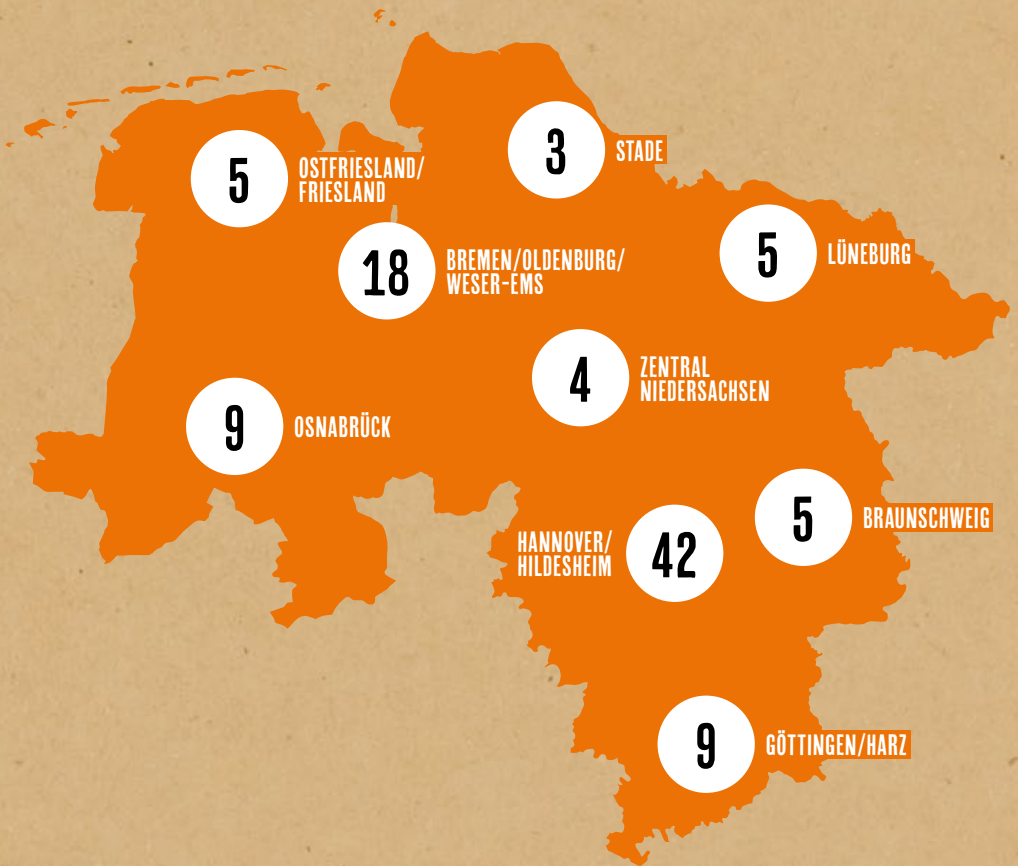 3
STADE
5
OSTFRIESLAND/
FRIESLAND
5
LÜNEBURG
18
BREMEN/OLDENBURG/
WESER-EMS
4
ZENTRAL
NIEDERSACHSEN
9
OSNABRÜCK
5
BRAUNSCHWEIG
HANNOVER/
HILDESHEIM
42
9
GÖTTINGEN/HARZ